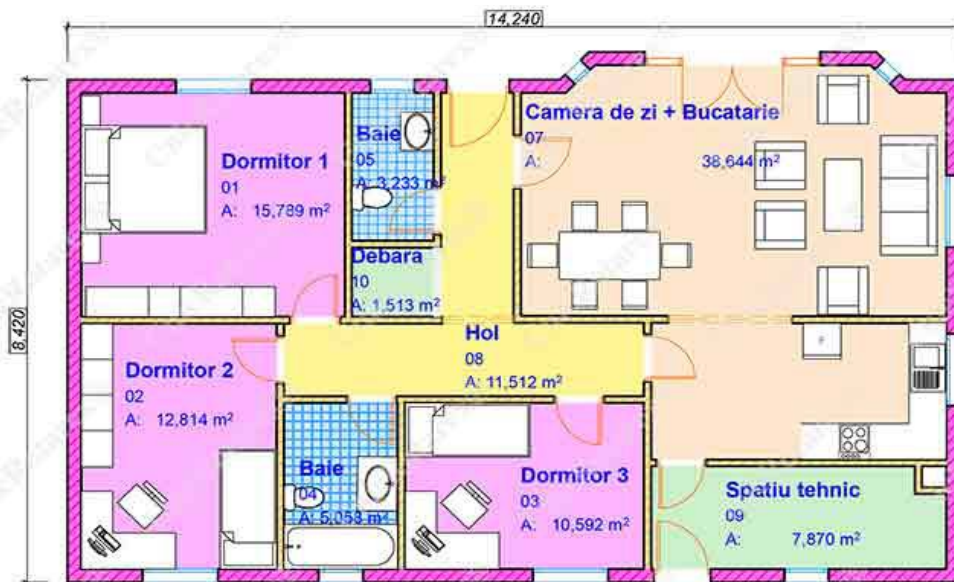 14,240
8,420
Dormitor 1
01
A: 15,789 m²
Baie
05
A: 3,233 m²
Camera de zi + Bucatarie
07
A: 38,644 m²
Debara
10
A: 1,513 m²
Hol
08
A: 11,512 m²
Dormitor 2
02
A: 12,814 m²
Baie
04
A: 5,053 m²
Dormitor 3
03
A: 10,592 m²
Spatiu tehnic
09
A: 7,870 m²